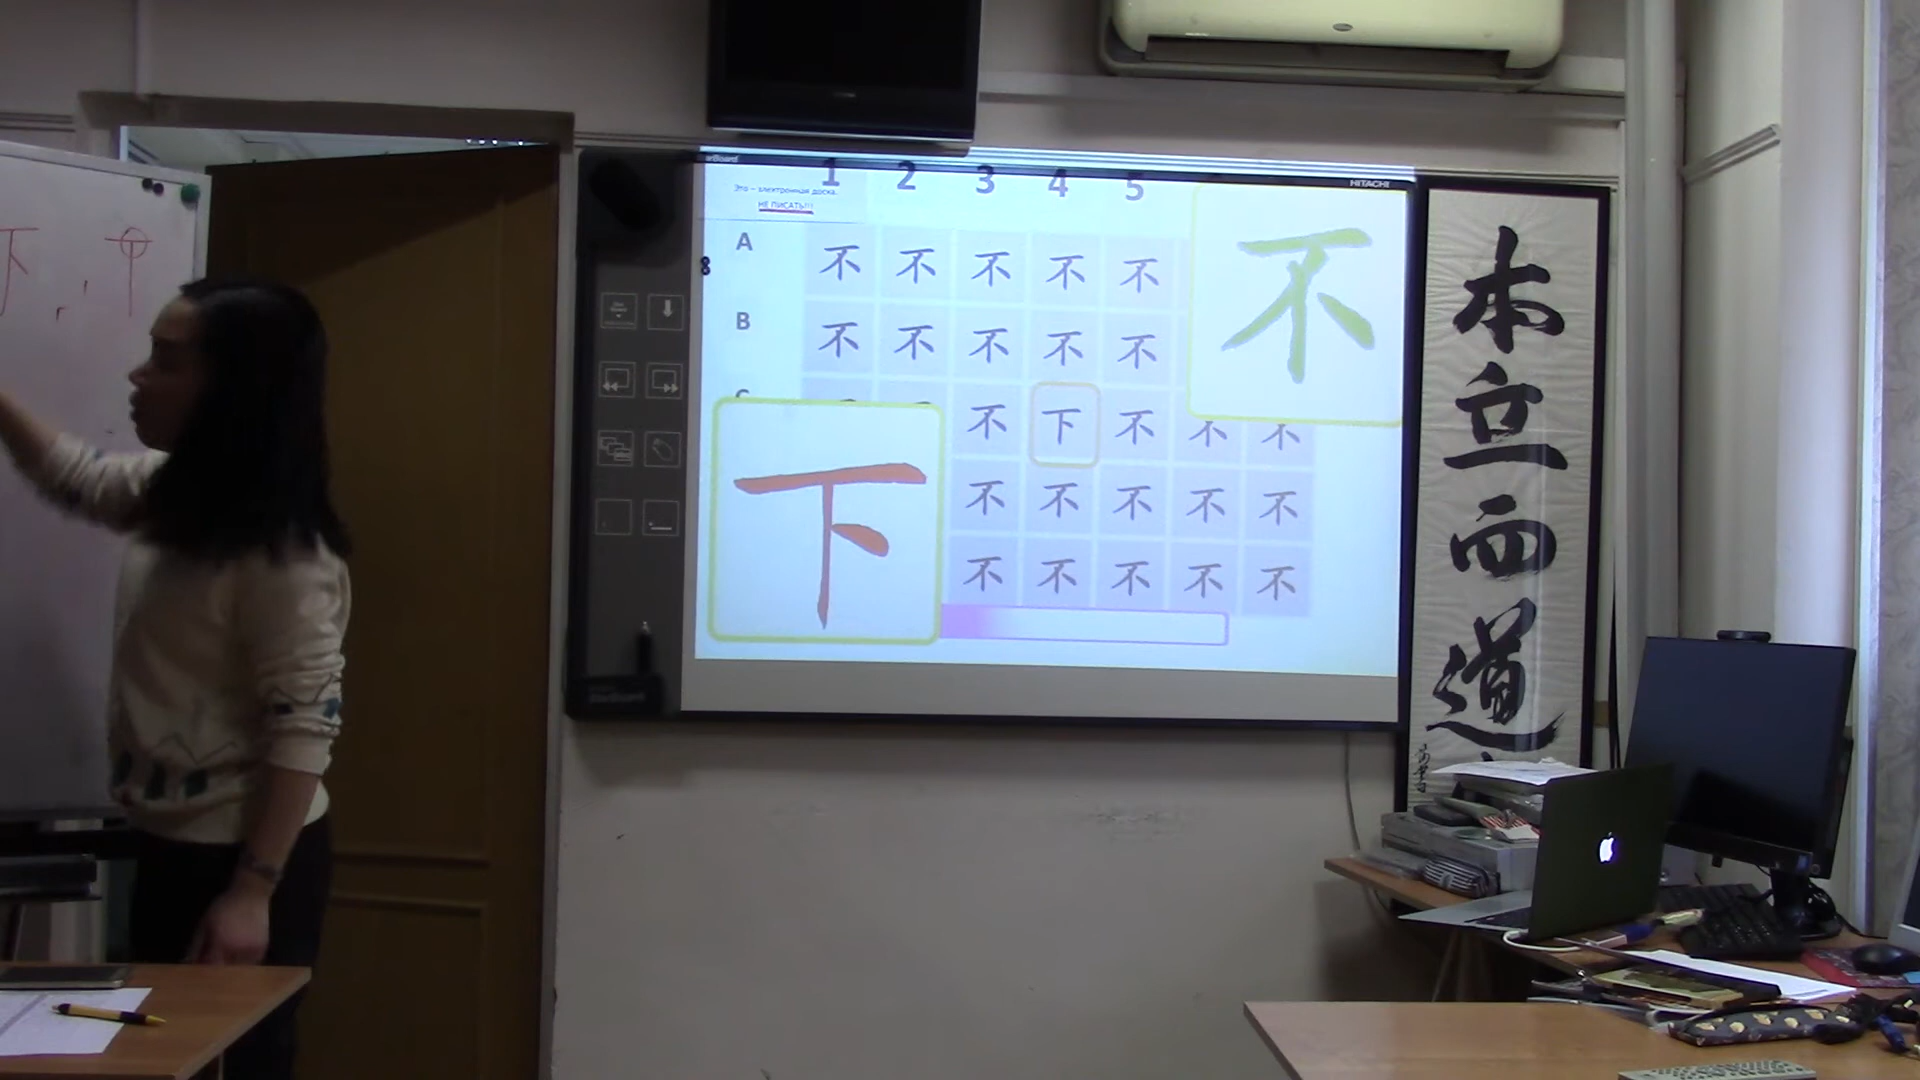 StarBoard
HITACHI
1 2 3 4 5
Это – электронная доска.
НЕ ПИСАТЬ!!!
A 不 不 不 不 不
不
B 不 不 不 不 不
C 不 下 不 不 不
下
不 不 不 不 不
不 不 不 不 不
8
下, 
本立而道